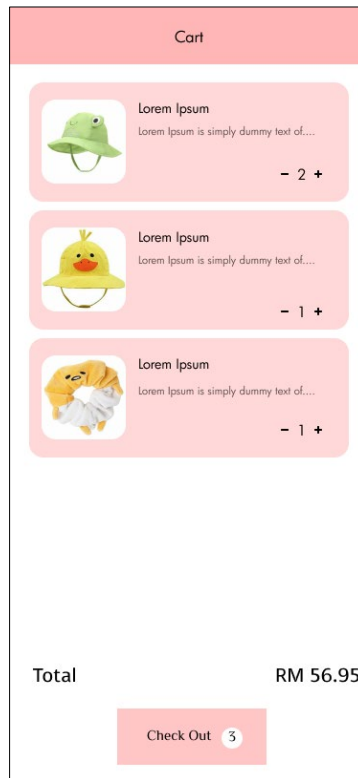 Cart
Lorem Ipsum
Lorem Ipsum is simply dummy text of....
- 2 +
Lorem Ipsum
Lorem Ipsum is simply dummy text of....
- 1 +
Lorem Ipsum
Lorem Ipsum is simply dummy text of....
- 1 +
Total RM 56.95
Check Out 3